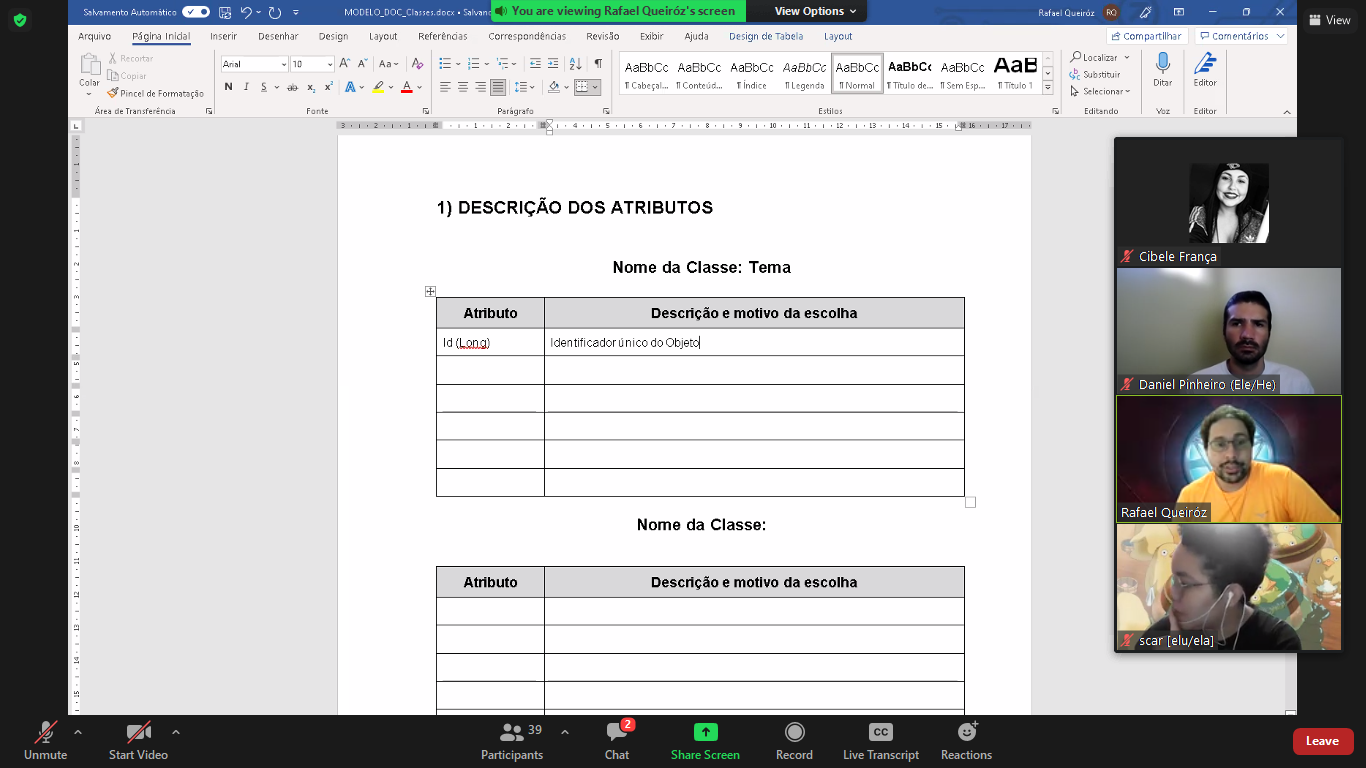 Salvamento Automático
MODELO_DOC_Classes.docx • Salvando
You are viewing Rafael Queiróz's screen
View Options
Rafael Queiróz
RQ
View
Arquivo Página Inicial Inserir Desenhar Design Layout Referências Correspondências Revisão Exibir Ajuda Design de Tabela Layout
Compartilhar
Comentários
Colar
Recortar
Copiar
Pincel de Formatação
Área de Transferência
Arial
10
Fonte
Parágrafo
AaBbCc AaBbCc AaBbCc AaBbCc AaBbCc AaBbCc AaBbCc AaB
¶ Cabeçal... ¶ Conteúd... ¶ Índice ¶ Legenda ¶ Normal ¶ Título de... ¶ Sem Esp... ¶ Título 1
Estilos
Localizar
Substituir
Selecionar
Editando
Ditar
Voz
Editor
Editor
1) DESCRIÇÃO DOS ATRIBUTOS
Nome da Classe: Tema
Atributo Descrição e motivo da escolha
Id (Long) Identificador único do Objeto
Nome da Classe:
Atributo Descrição e motivo da escolha
Cibele França
Daniel Pinheiro (Ele/He)
Rafael Queiróz
scar [elu/ela]
Unmute
Start Video
Participants
39
Chat
2
Share Screen
Record
CC
Live Transcript
Reactions
Leave